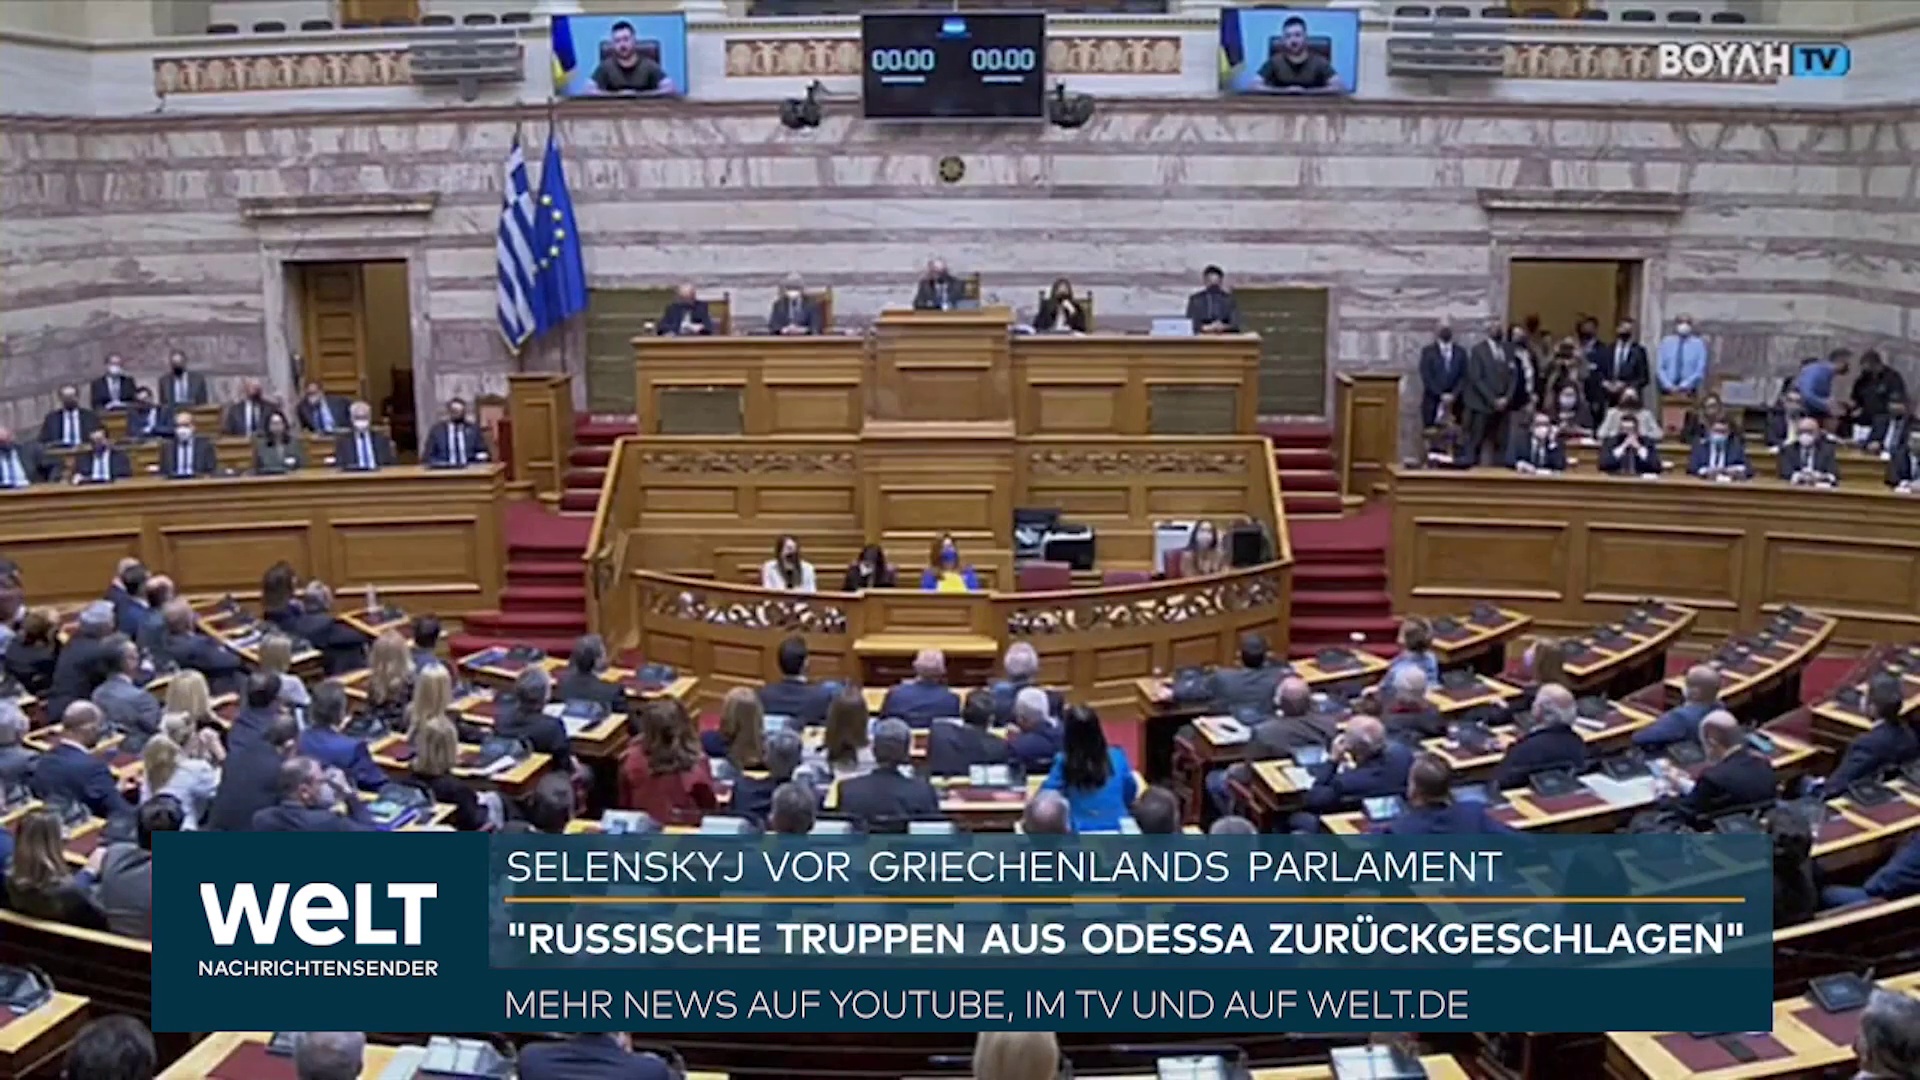 00:00 00:00
ΒΟΥΛΗ TV
SELENSKYJ VOR GRIECHENLANDS PARLAMENT
"RUSSISCHE TRUPPEN AUS ODESSA ZURÜCKGESCHLAGEN"
welt
NACHRICHTENSENDER
MEHR NEWS AUF YOUTUBE, IM TV UND AUF WELT.DE